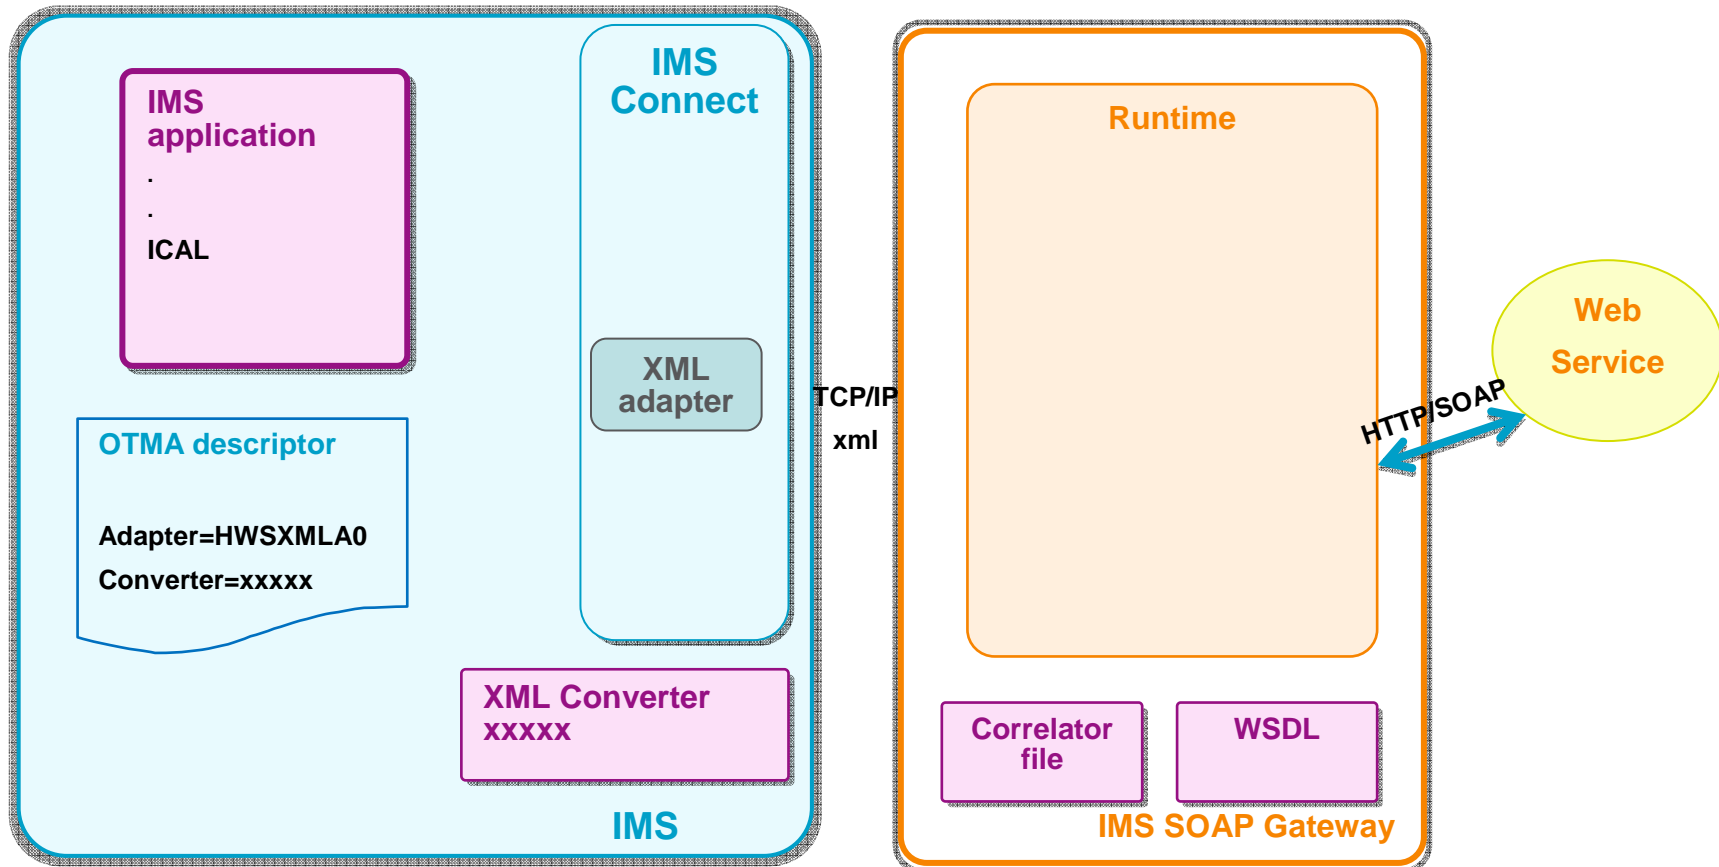 IMS
application
.
.
ICAL
OTMA descriptor
Adapter=HWSXMLA0
Converter=xxxxx
IMS
Connect
XML
adapter
XML Converter
xxxxx
IMS
TCP/IP
xml
Runtime
Correlator
file
WSDL
IMS SOAP Gateway
HTTP/SOAP
Web
Service